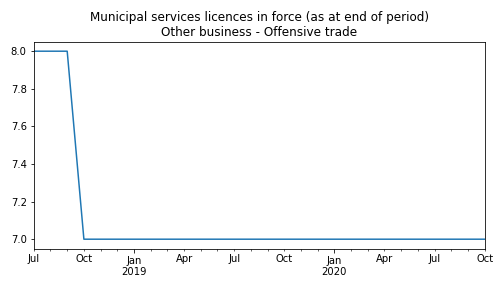 Municipal services licences in force (as at end of period)
Other business - Offensive trade
8.0
7.8
7.6
7.4
7.2
7.0
Jul Oct Jan Apr Jul Oct Jan Apr Jul Oct
2019 2020